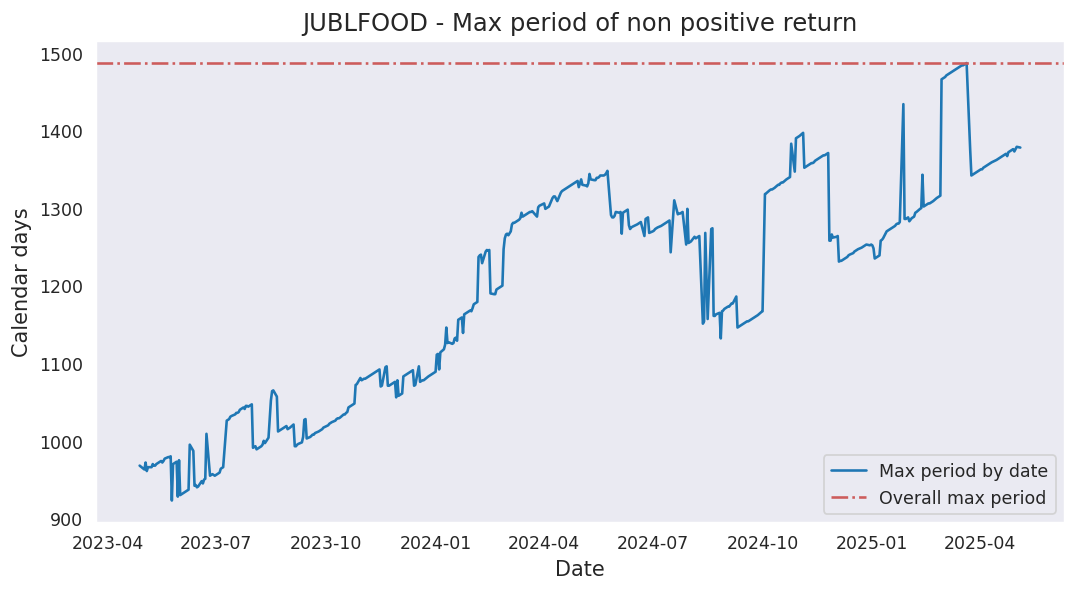 JUBLFOOD - Max period of non positive return
Calendar days
1500
1400
1300
1200
1100
1000
900
2023-04 2023-07 2023-10 2024-01 2024-04 2024-07 2024-10 2025-01 2025-04
Date
Max period by date
Overall max period